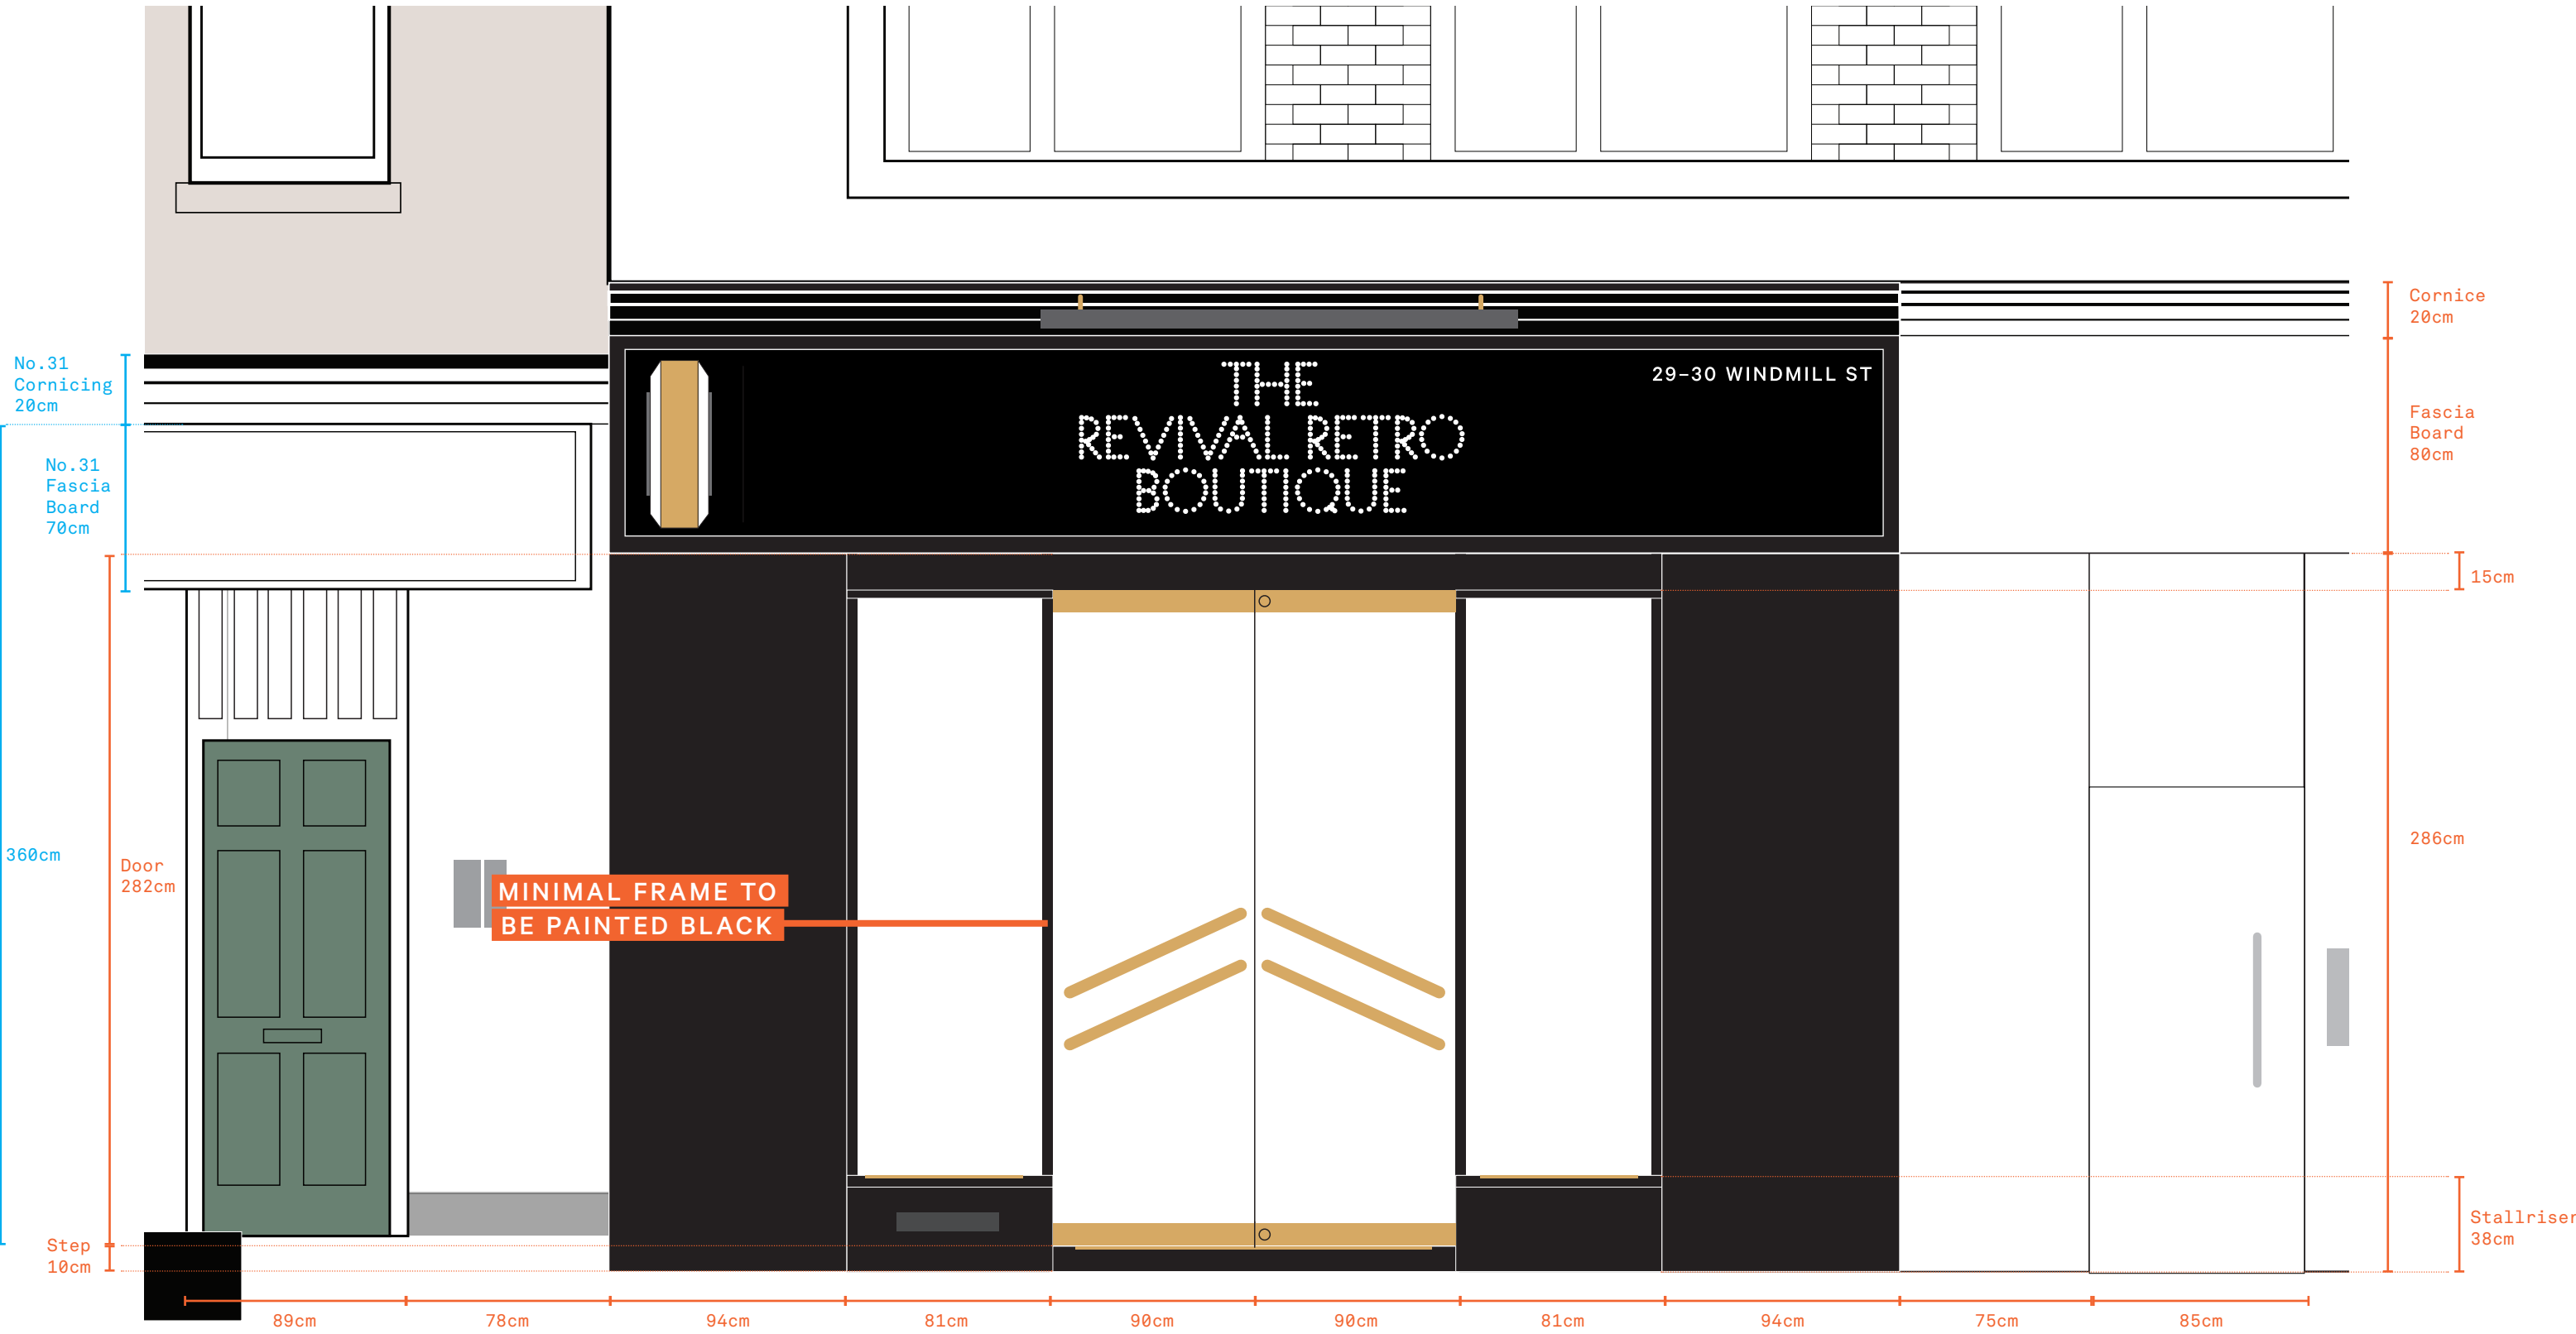 Cornice
20cm
No.31
Cornicing
20cm
THE
REVIVAL RETRO
BOUTIQUE
29-30 WINDMILL ST
Fascia
Board
80cm
No.31
Fascia
Board
70cm
15cm
360cm
Door
282cm
MINIMAL FRAME TO
BE PAINTED BLACK
286cm
Step
10cm
Stallriser
38cm
89cm
78cm
94cm
81cm
90cm
90cm
81cm
94cm
75cm
85cm